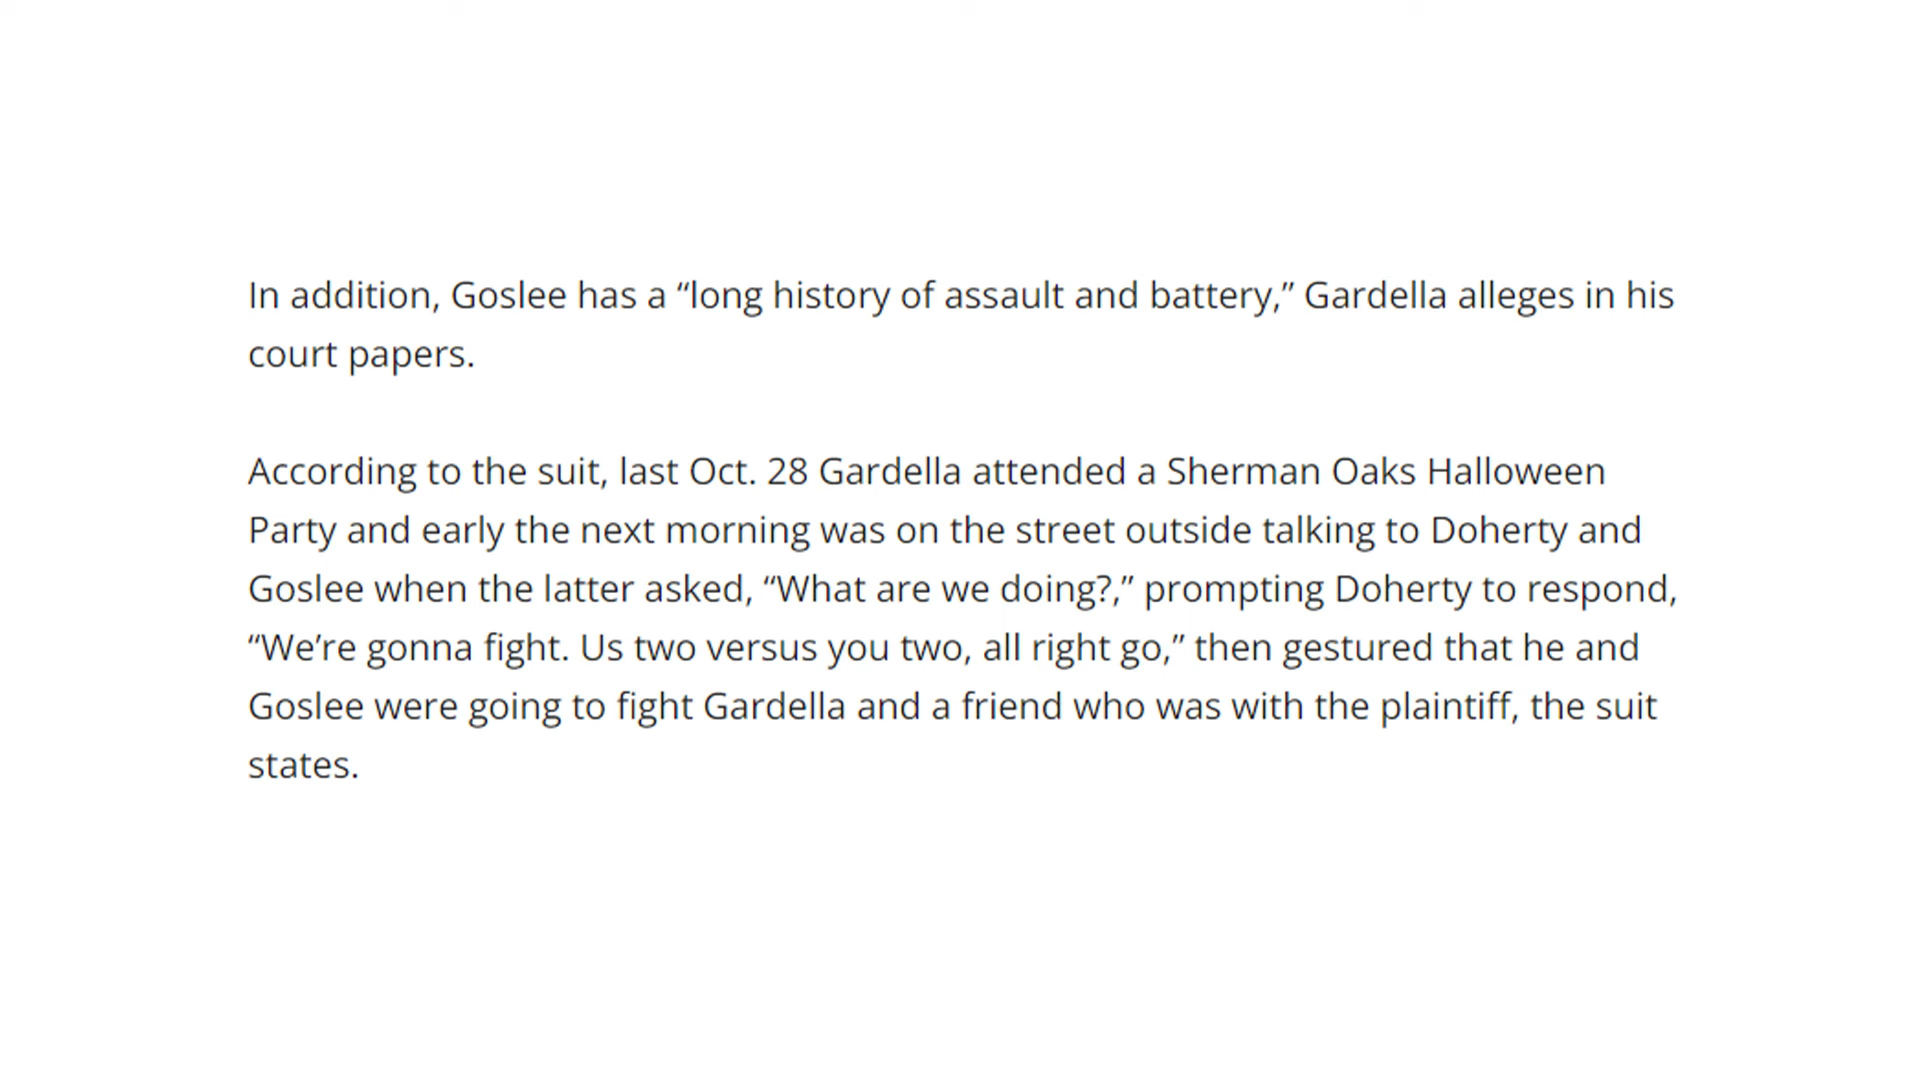 In addition, Goslee has a “long history of assault and battery,” Gardella alleges in his
court papers.
According to the suit, last Oct. 28 Gardella attended a Sherman Oaks Halloween
Party and early the next morning was on the street outside talking to Doherty and
Goslee when the latter asked, “What are we doing?,” prompting Doherty to respond,
“We’re gonna fight. Us two versus you two, all right go,” then gestured that he and
Goslee were going to fight Gardella and a friend who was with the plaintiff, the suit
states.